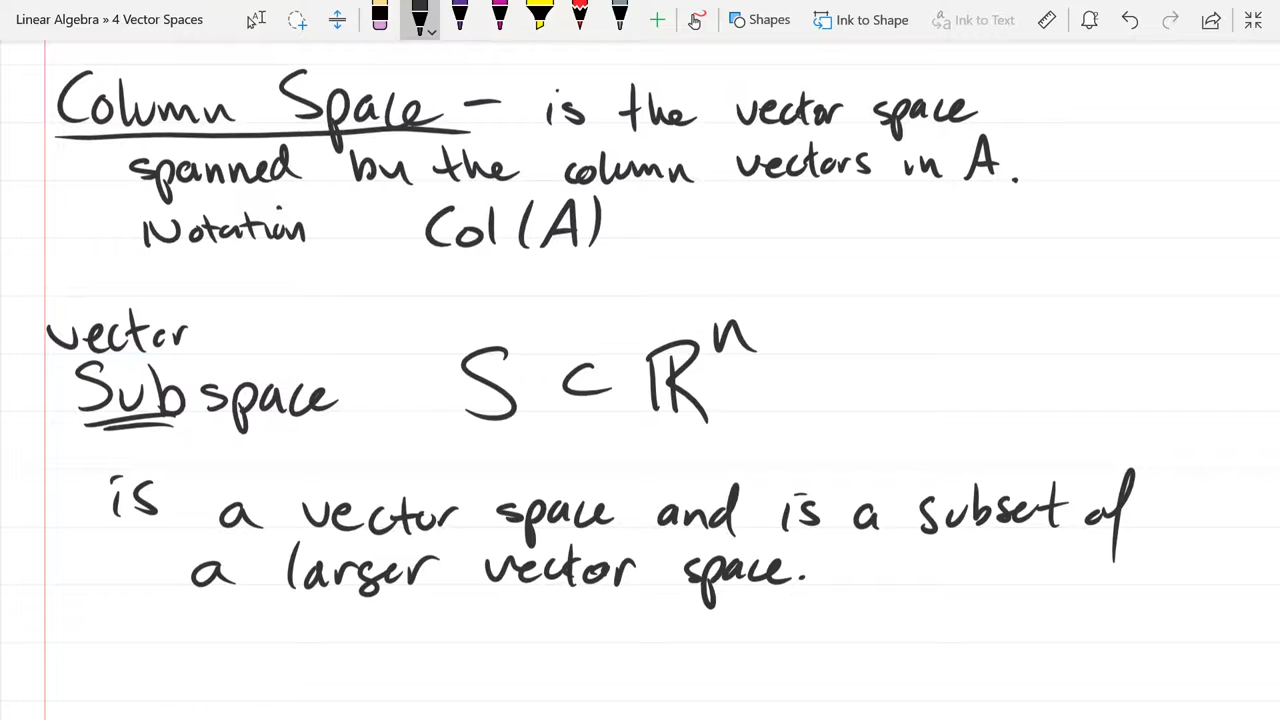 Linear Algebra » 4 Vector Spaces
Shapes
Ink to Shape
Ink to Text
Column Space - is the vector space
spanned by the column vectors in A.
Notation Col(A)
vector
Subspace S ⊂ ℝⁿ
is a vector space and is a subset of
a larger vector space.